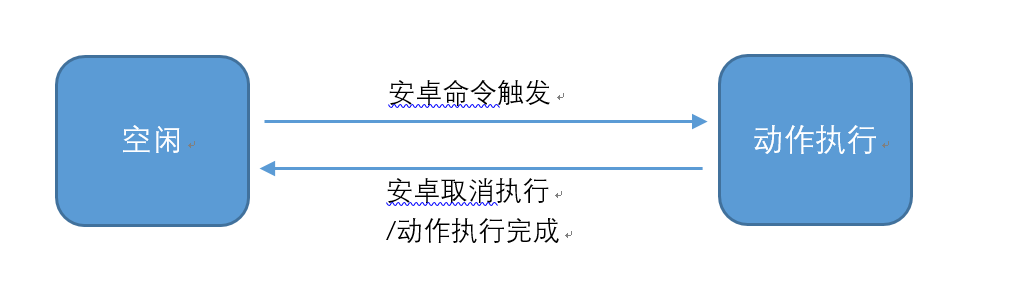 安卓命令触发
空闲
动作执行
安卓取消执行
/动作执行完成